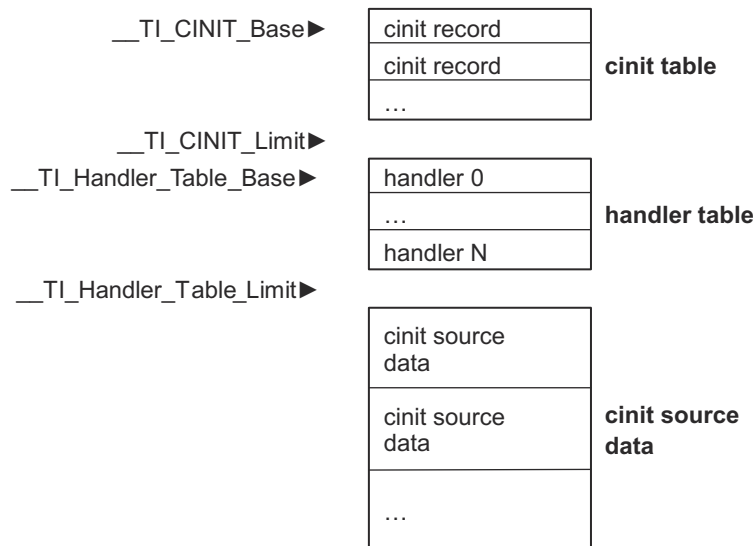 __TI_CINIT_Base► cinit record
cinit record cinit table
…
__TI_CINIT_Limit►
__TI_Handler_Table_Base► handler 0
… handler table
handler N
__TI_Handler_Table_Limit►
cinit source
data
cinit source cinit source
data data
…